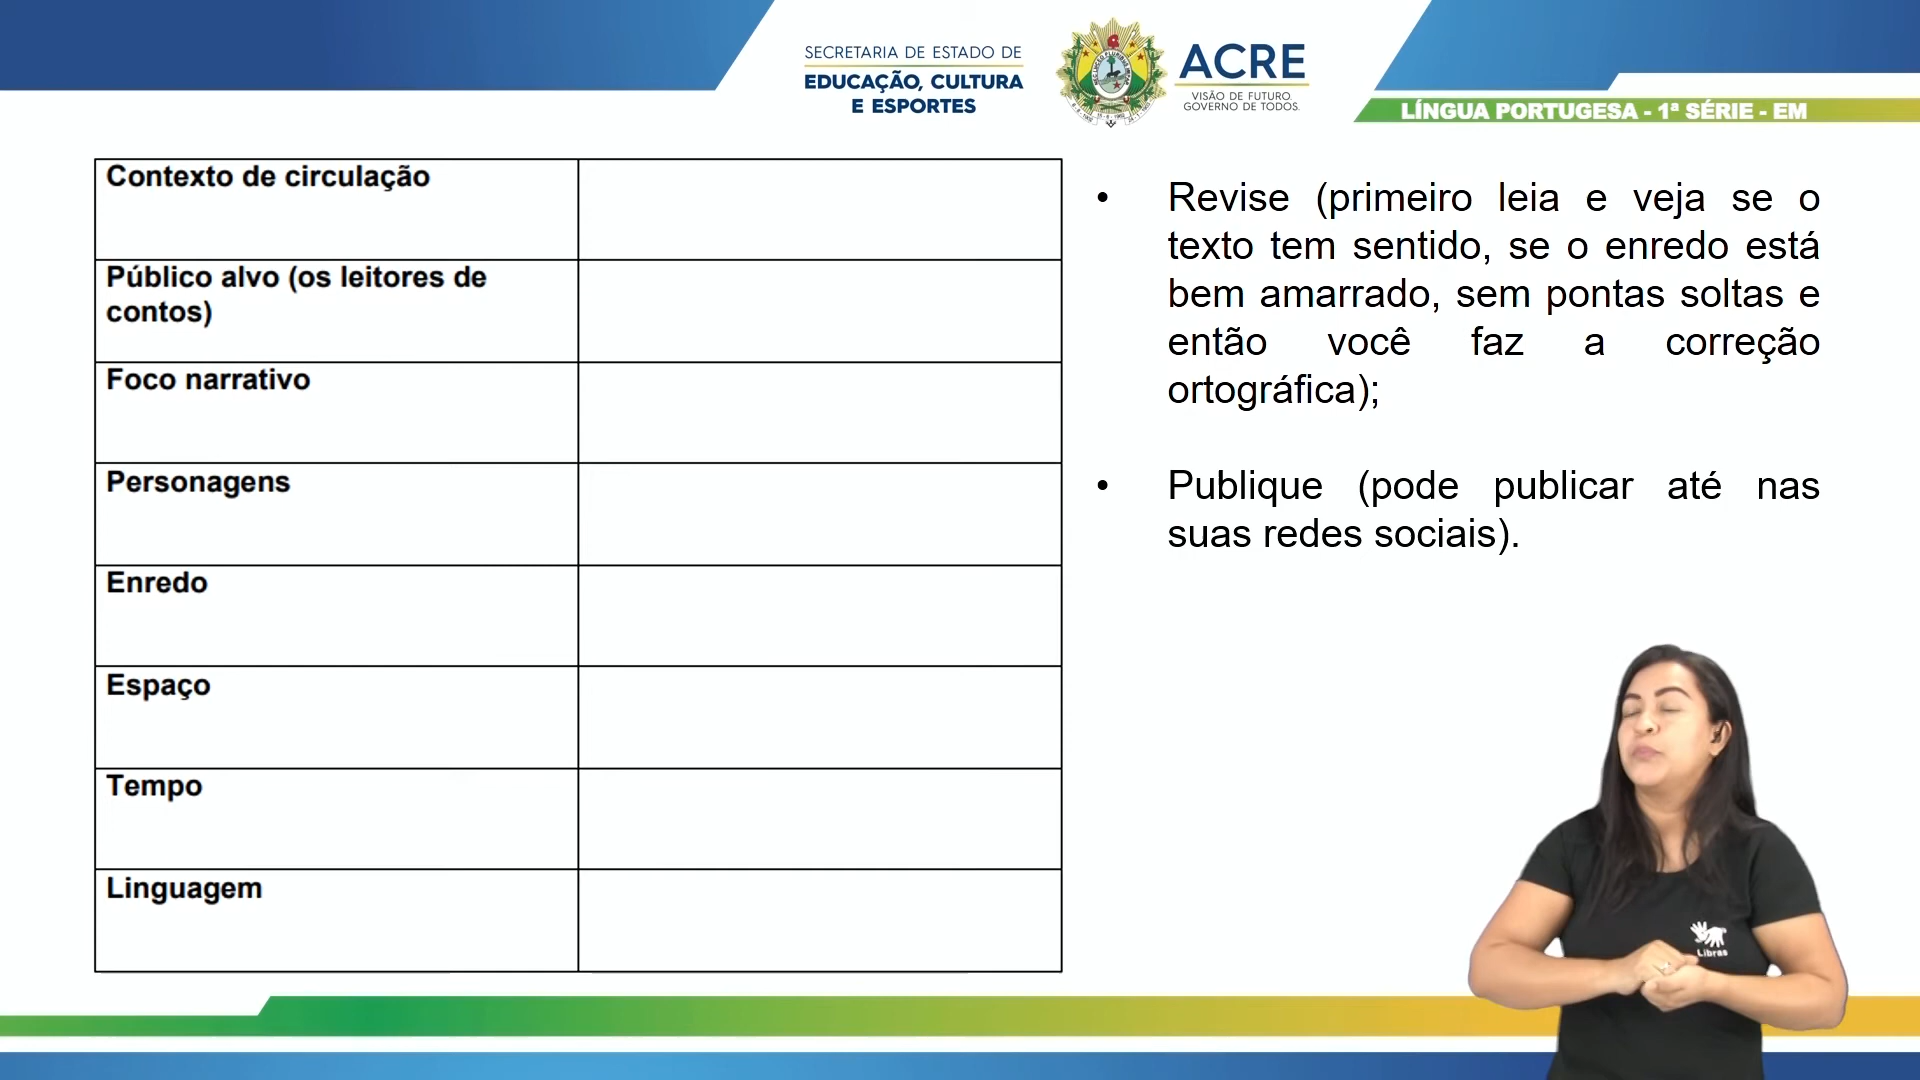 SECRETARIA DE ESTADO DE
EDUCAÇÃO, CULTURA
E ESPORTES
ACRE
VISÃO DE FUTURO.
GOVERNO DE TODOS.
LÍNGUA PORTUGESA - 1ª SÉRIE - EM
Contexto de circulação
Público alvo (os leitores de
contos)
Foco narrativo
Personagens
Enredo
Espaço
Tempo
Linguagem
• Revise (primeiro leia e veja se o
texto tem sentido, se o enredo está
bem amarrado, sem pontas soltas e
então você faz a correção
ortográfica);
• Publique (pode publicar até nas
suas redes sociais).
Libras